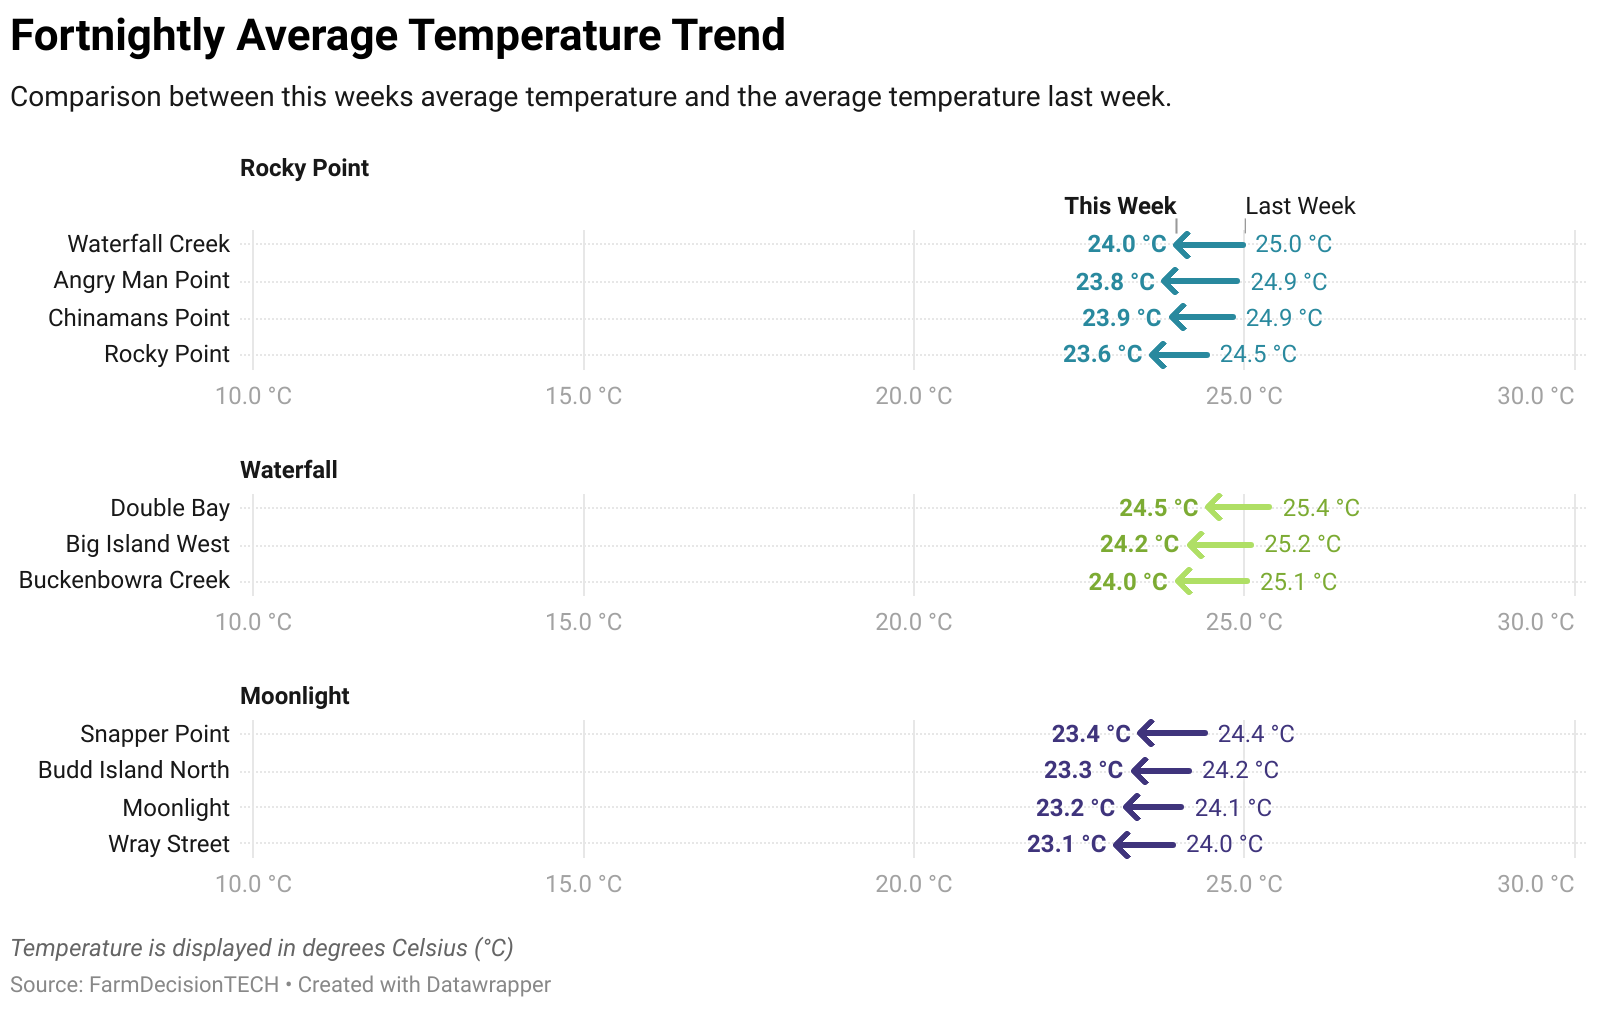 Fortnightly Average Temperature Trend
Comparison between this weeks average temperature and the average temperature last week.
Rocky Point
This Week Last Week
Waterfall Creek 24.0 °C 25.0 °C
Angry Man Point 23.8 °C 24.9 °C
Chinamans Point 23.9 °C 24.9 °C
Rocky Point 23.6 °C 24.5 °C
10.0 °C 15.0 °C 20.0 °C 25.0 °C 30.0 °C
Waterfall
Double Bay 24.5 °C 25.4 °C
Big Island West 24.2 °C 25.2 °C
Buckenbowra Creek 24.0 °C 25.1 °C
10.0 °C 15.0 °C 20.0 °C 25.0 °C 30.0 °C
Moonlight
Snapper Point 23.4 °C 24.4 °C
Budd Island North 23.3 °C 24.2 °C
Moonlight 23.2 °C 24.1 °C
Wray Street 23.1 °C 24.0 °C
10.0 °C 15.0 °C 20.0 °C 25.0 °C 30.0 °C
Temperature is displayed in degrees Celsius (°C)
Source: FarmDecisionTECH • Created with Datawrapper